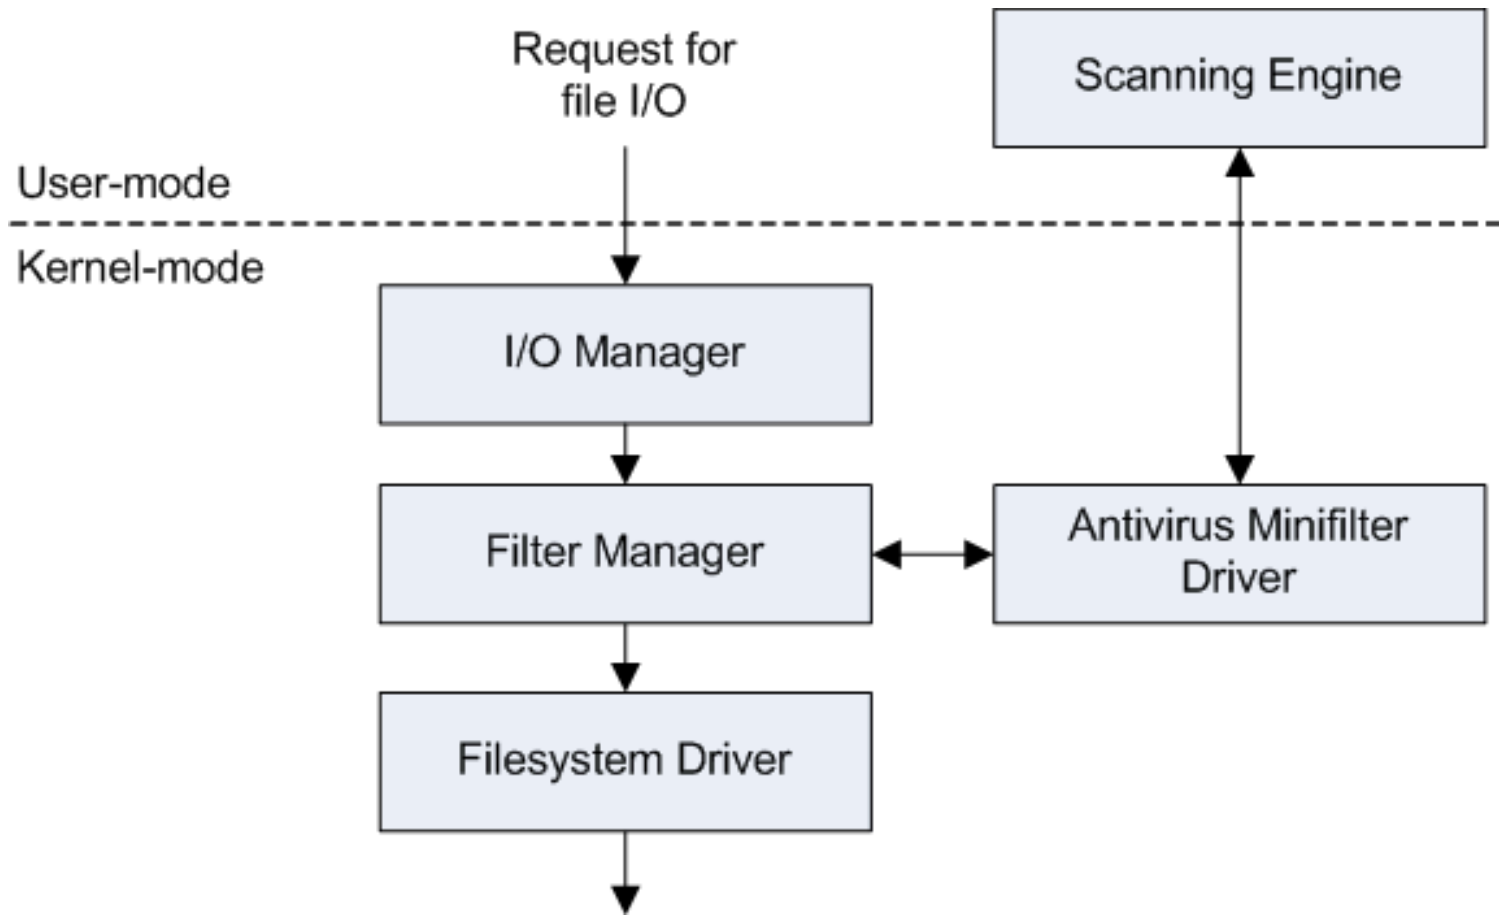 Request for
file I/O
Scanning Engine
User-mode
Kernel-mode
I/O Manager
Filter Manager
Antivirus Minifilter
Driver
Filesystem Driver